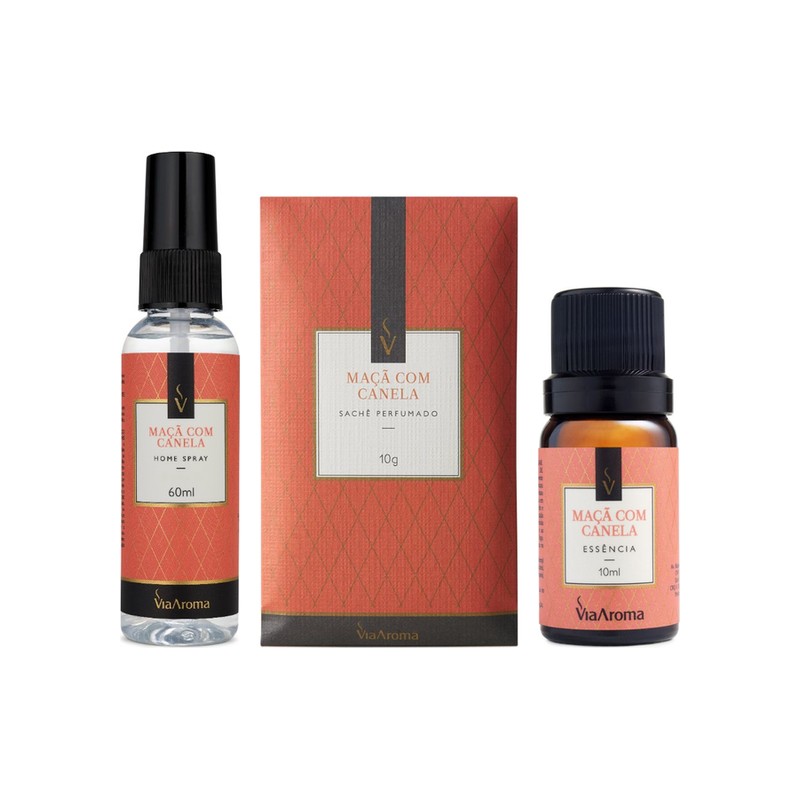 MAÇÃ COM
CANELA
HOME SPRAY
60ml
ViaAroma
MAÇÃ COM
CANELA
SACHÊ PERFUMADO
10g
ViaAroma
MAÇÃ COM
CANELA
ESSÊNCIA
10ml
ViaAroma